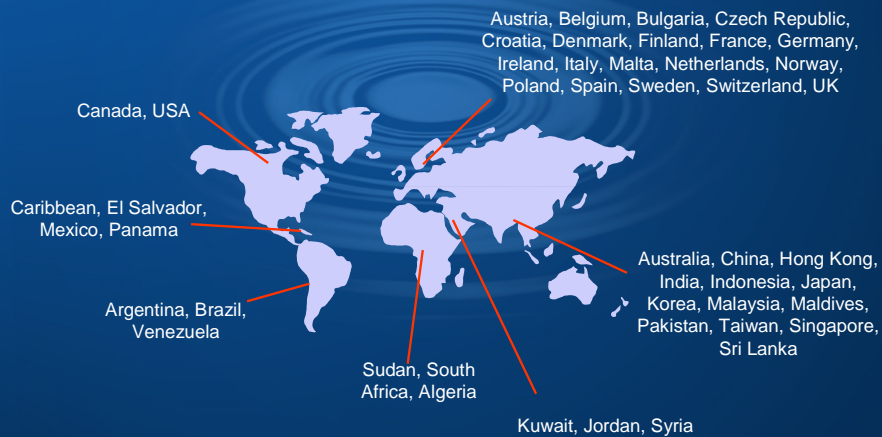 Austria, Belgium, Bulgaria, Czech Republic,
Croatia, Denmark, Finland, France, Germany,
Ireland, Italy, Malta, Netherlands, Norway,
Poland, Spain, Sweden, Switzerland, UK
Canada, USA
Caribbean, El Salvador,
Mexico, Panama
Australia, China, Hong Kong,
India, Indonesia, Japan,
Korea, Malaysia, Maldives,
Pakistan, Taiwan, Singapore,
Sri Lanka
Argentina, Brazil,
Venezuela
Sudan, South
Africa, Algeria
Kuwait, Jordan, Syria